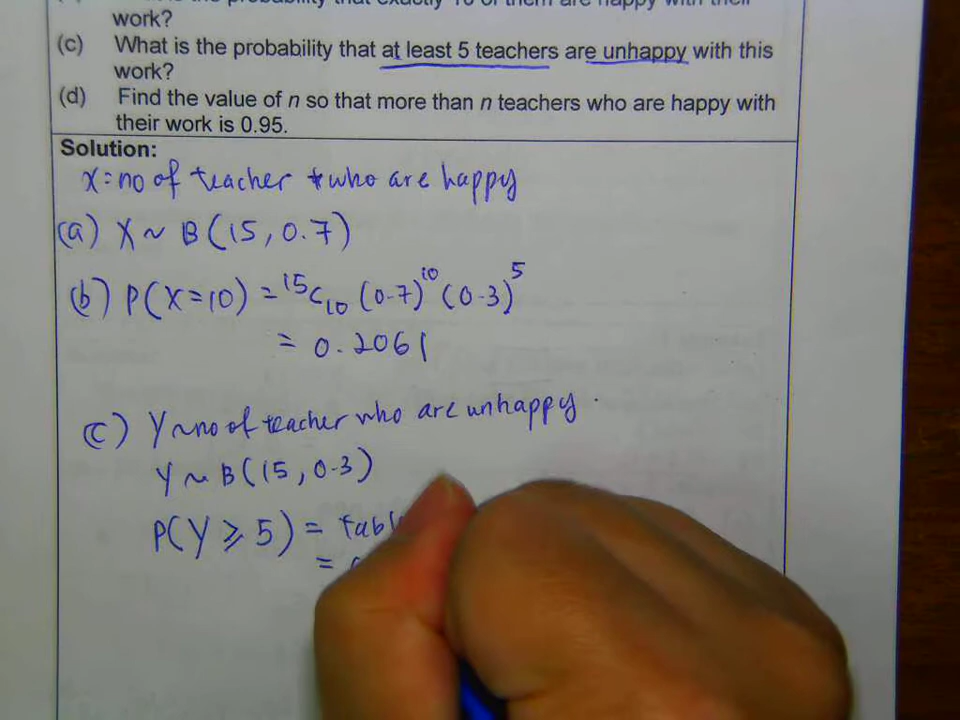 work?
(c) What is the probability that at least 5 teachers are unhappy with this
work?
(d) Find the value of n so that more than n teachers who are happy with
their work is 0.95.
Solution:
X = no of teacher who are happy
(a) X ~ B(15, 0.7)
(b) P(X=10) = ¹⁵C₁₀ (0.7)¹⁰ (0.3)⁵
= 0.2061
(c) Y ~ no of teacher who are unhappy.
Y ~ B(15, 0.3)
P(Y ⩾ 5) =
=